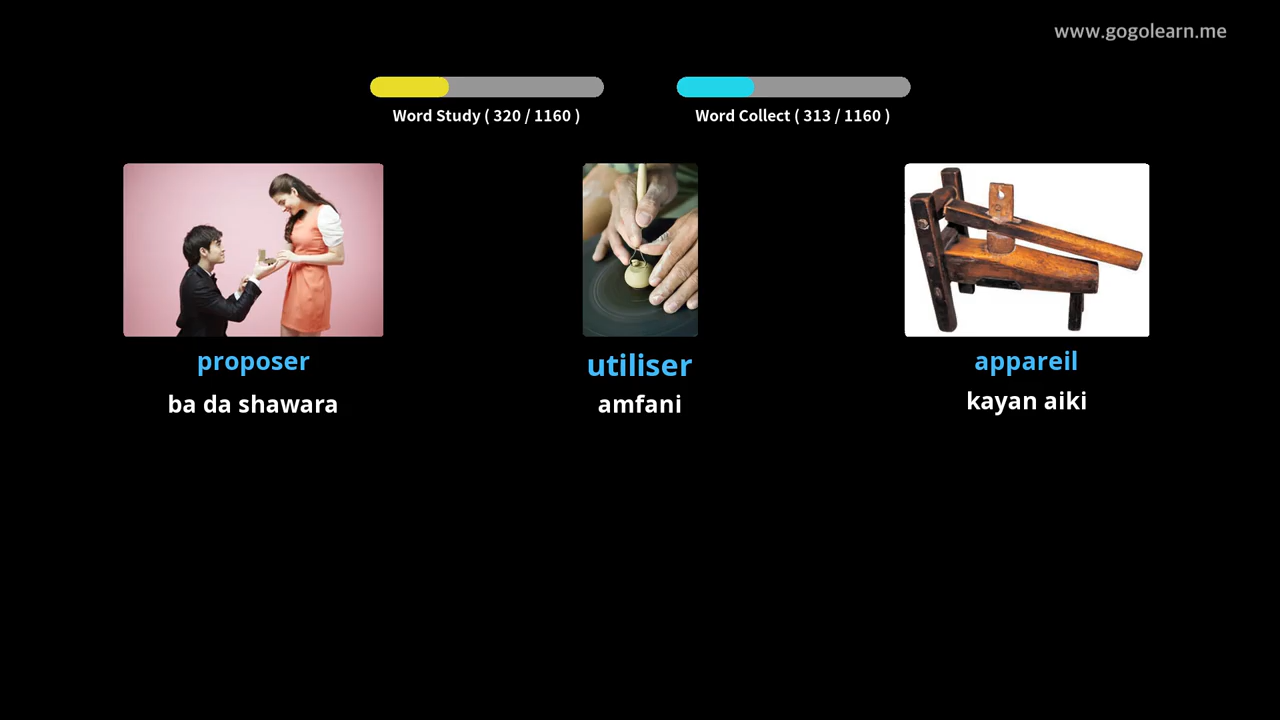 www.gogolearn.me
Word Study ( 320 / 1160 )
Word Collect ( 313 / 1160 )
proposer
utiliser
appareil
ba da shawara
amfani
kayan aiki